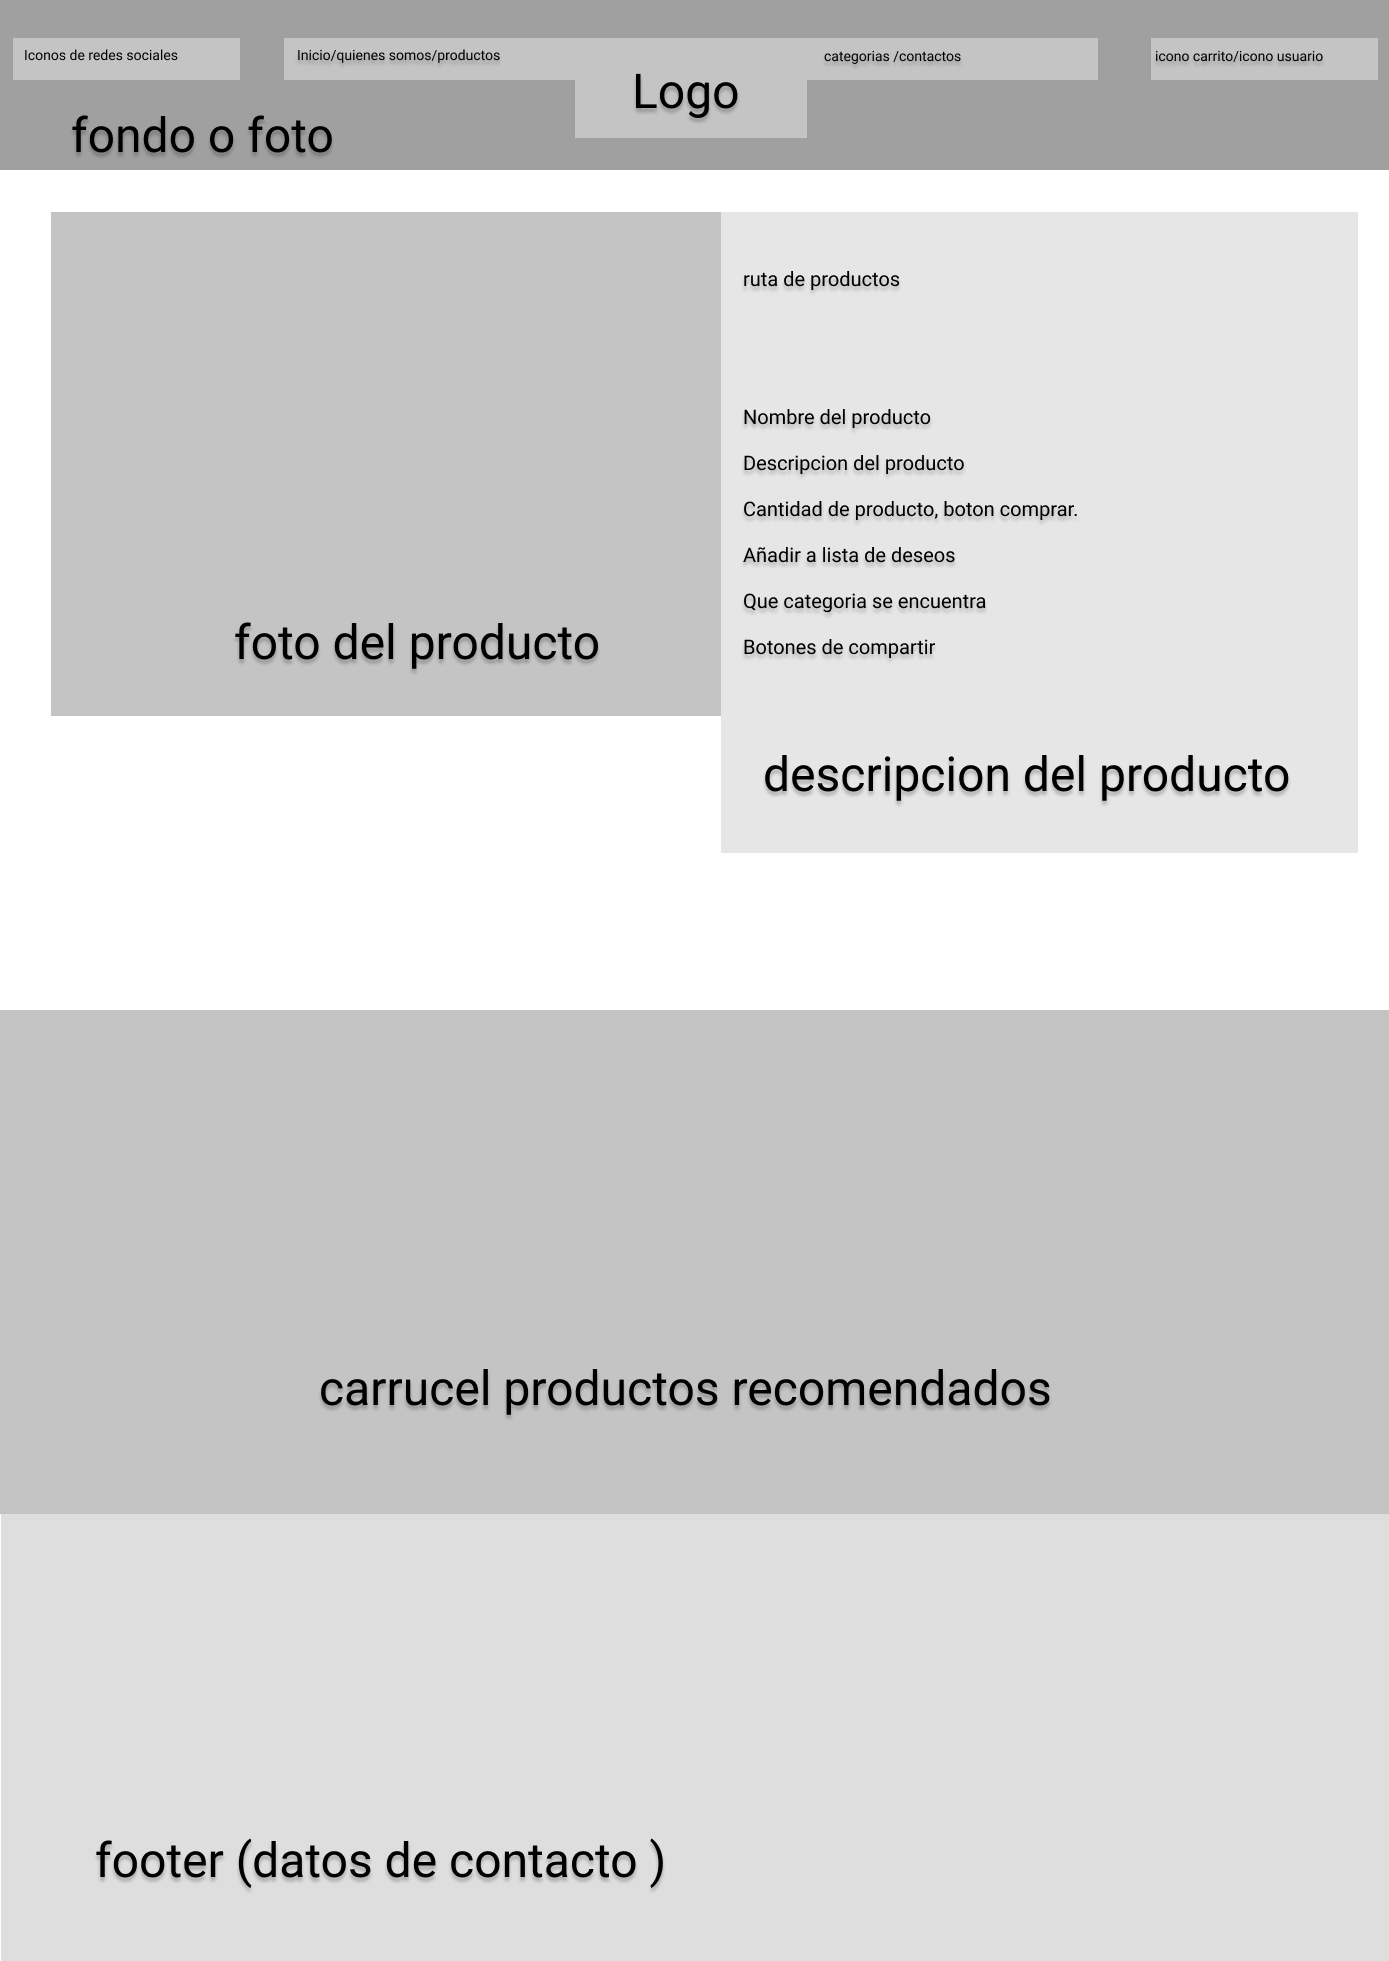 Iconos de redes sociales
Inicio/quienes somos/productos
categorias /contactos
icono carrito/icono usuario
Logo
fondo o foto
ruta de productos
Nombre del producto
Descripcion del producto
Cantidad de producto, boton comprar.
Añadir a lista de deseos
Que categoria se encuentra
Botones de compartir
foto del producto
descripcion del producto
carrucel productos recomendados
footer (datos de contacto )